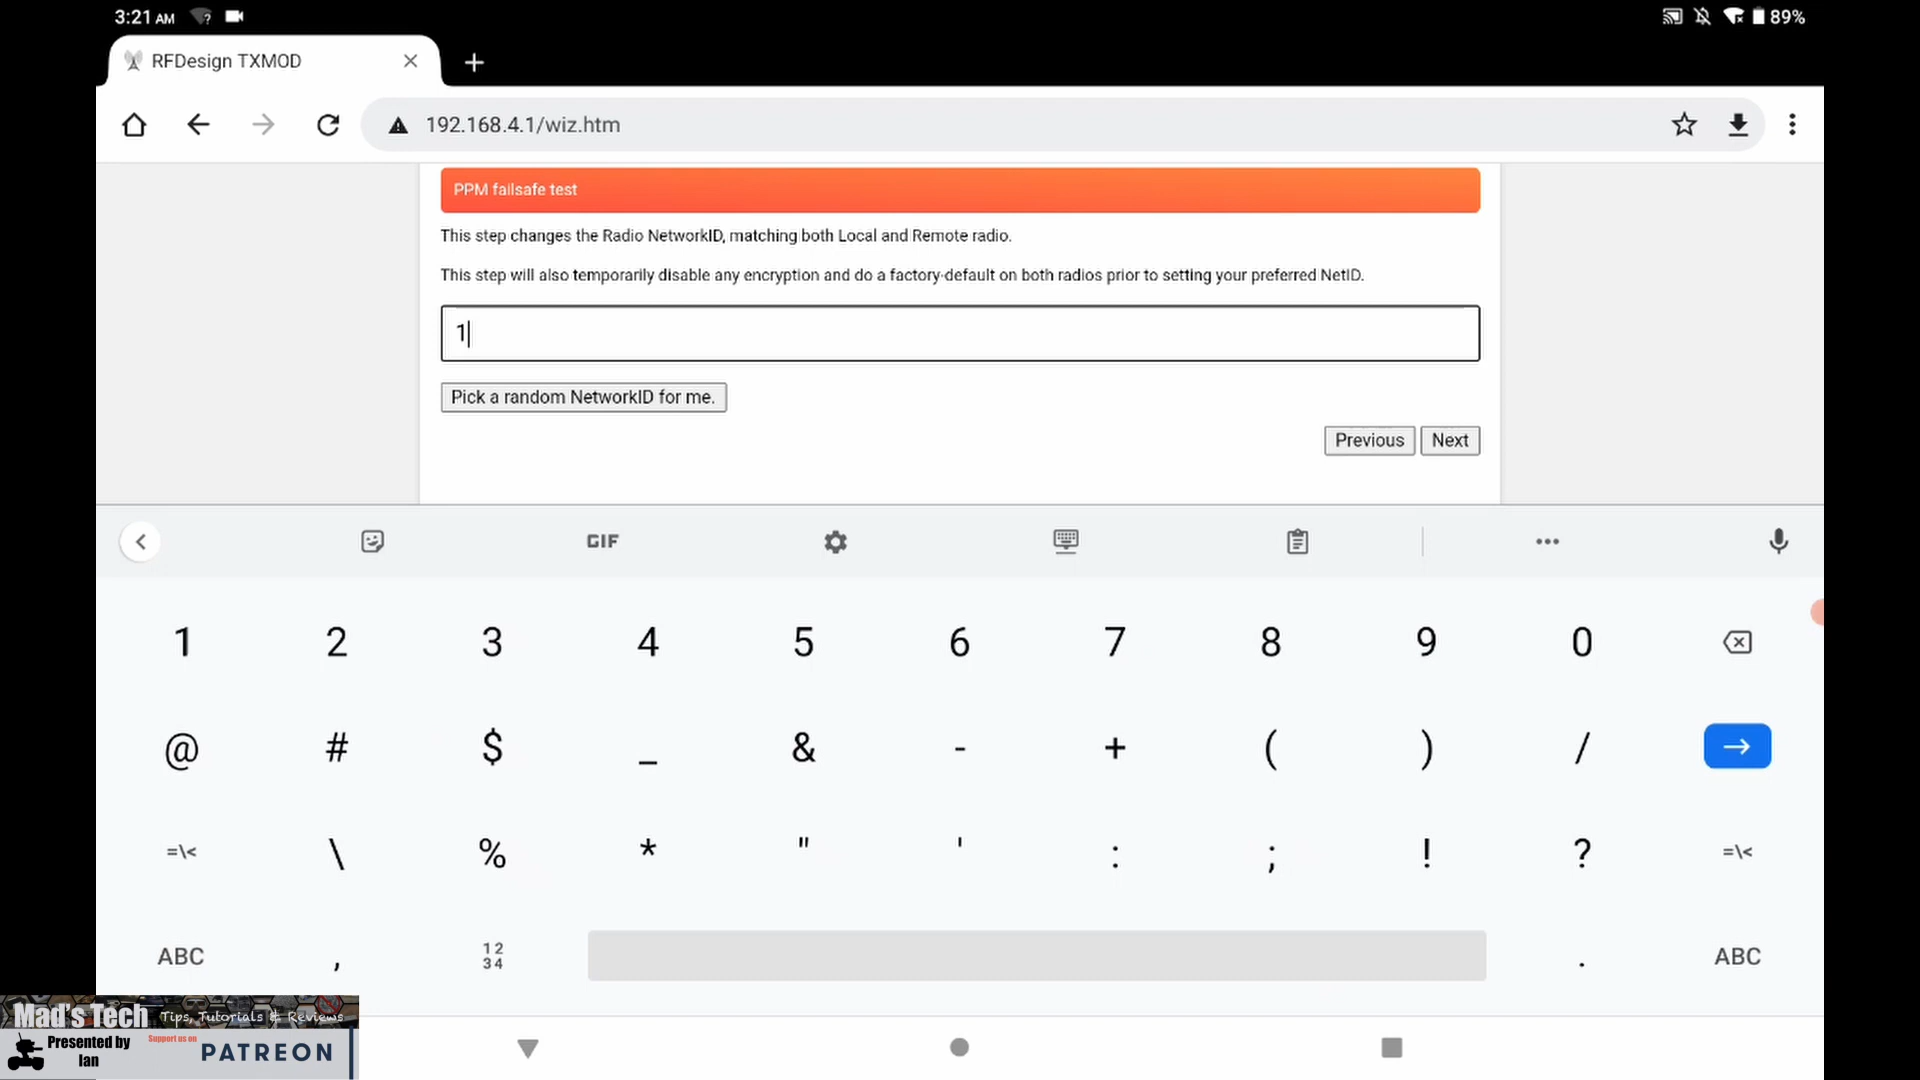 3:21 AM
89%
RFDesign TXMOD
192.168.4.1/wiz.htm
PPM failsafe test
This step changes the Radio NetworkID, matching both Local and Remote radio.
This step will also temporarily disable any encryption and do a factory-default on both radios prior to setting your preferred NetID.
1
Pick a random NetworkID for me.
Previous Next
GIF
1 2 3 4 5 6 7 8 9 0
@ # $ _ & - + ( ) /
=\< \ % * " ' : ; ! ? =\<
ABC , 1 2 3 4 . ABC
Mad's Tech Tips, Tutorials & Reviews
Presented by Ian
Support us on
PATREON